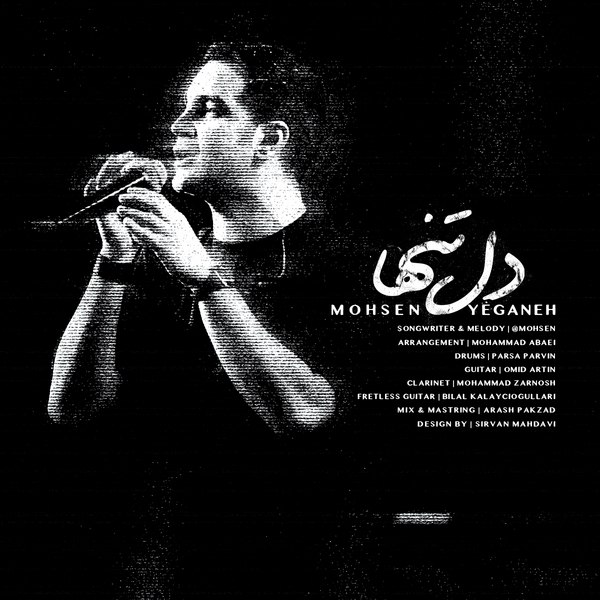 دل تنها
MOHSEN YEGANEH
SONGWRITER & MELODY | @MOHSEN
ARRANGEMENT | MOHAMMAD ABAEI
DRUMS | PARSA PARVIN
GUITAR | OMID ARTIN
CLARINET | MOHAMMAD ZARNOSH
FRETLESS GUITAR | BILAL KALAYCIOGULLARI
MIX & MASTRING | ARASH PAKZAD
DESIGN BY | SIRVAN MAHDAVI